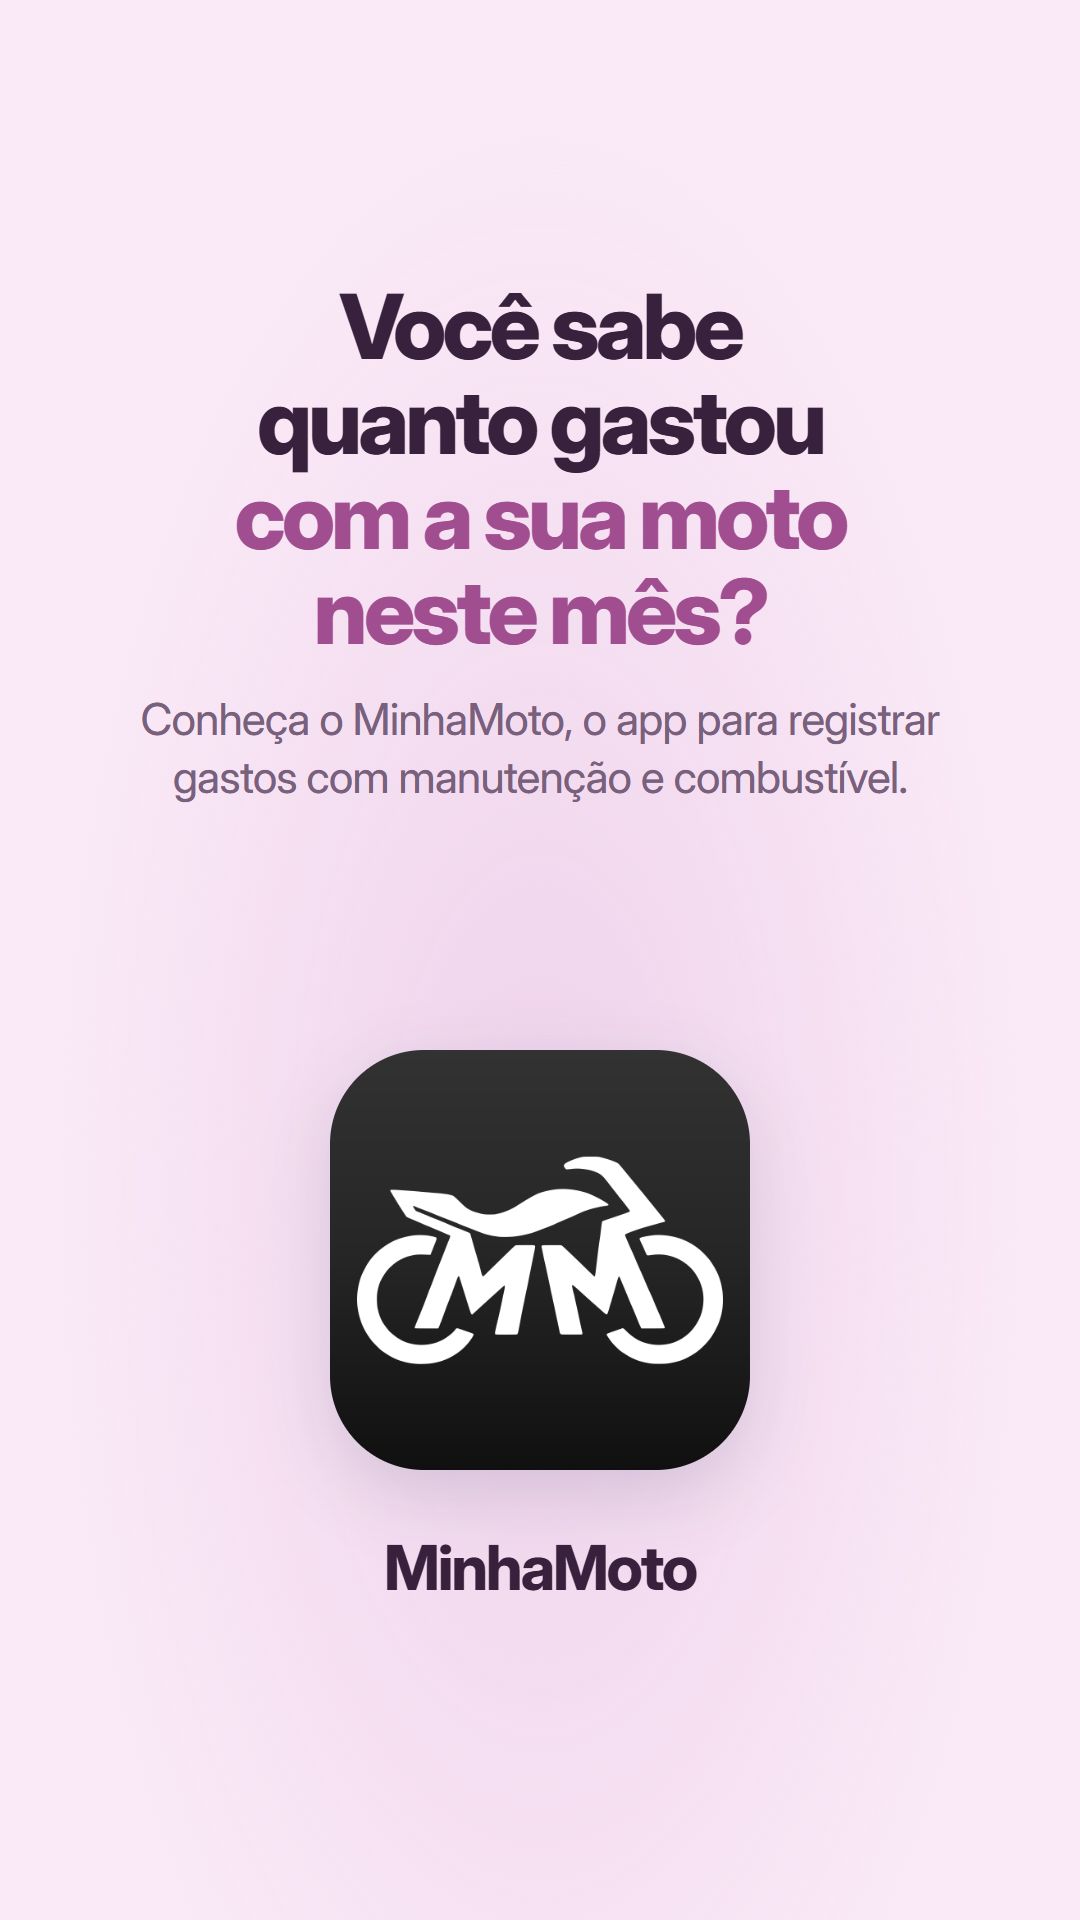 Você sabe
quanto gastou
com a sua moto
neste mês?
Conheça o MinhaMoto, o app para registrar
gastos com manutenção e combustível.
MM
MinhaMoto